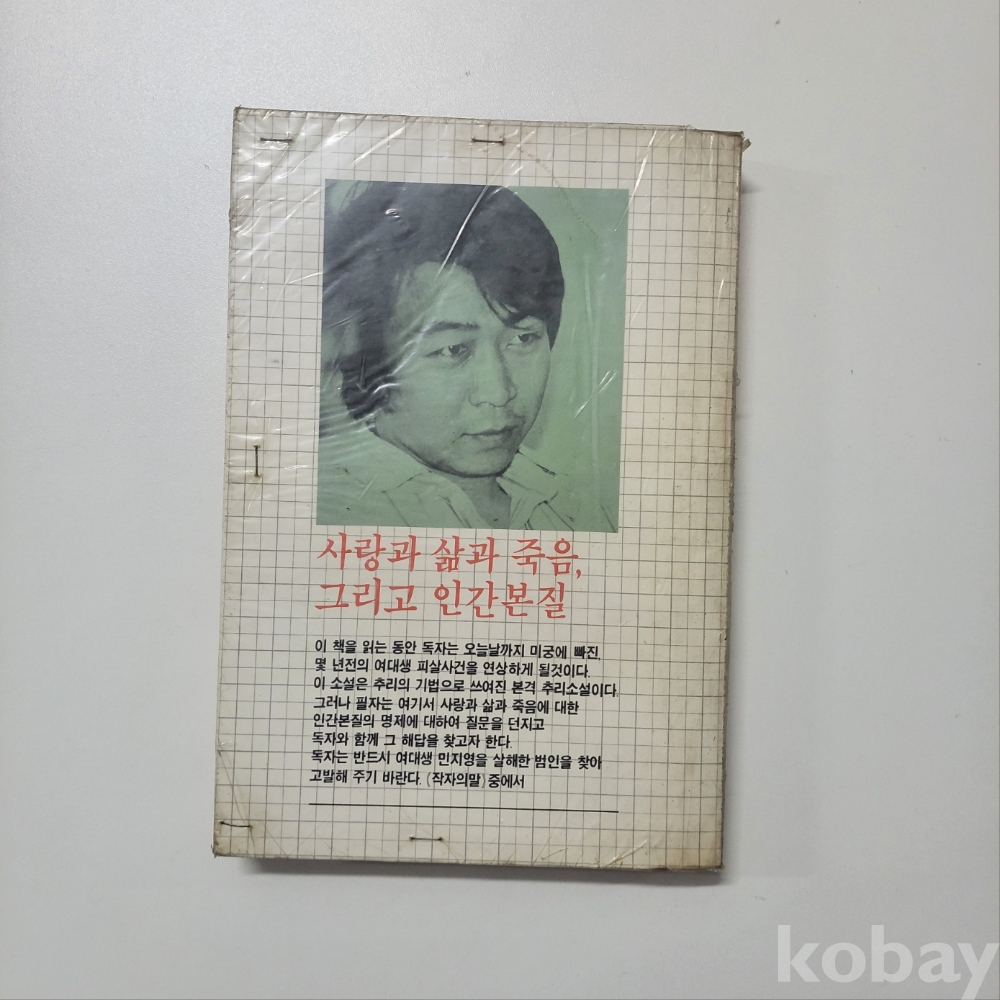 사랑과 삶과 죽음,
그리고 인간본질
이 책을 읽는 동안 독자는 오늘날까지 미궁에 빠진,
몇 년전의 여대생 피살사건을 연상하게 될것이다.
이 소설은 추리의 기법으로 쓰여진 본격 추리소설이다.
그러나 필자는 여기서 사랑과 삶과 죽음에 대한
인간본질의 명제에 대하여 질문을 던지고
독자와 함께 그 해답을 찾고자 한다.
독자는 반드시 여대생 민지영을 살해한 범인을 찾아
고발해 주기 바란다. (작자의말) 중에서
kobay